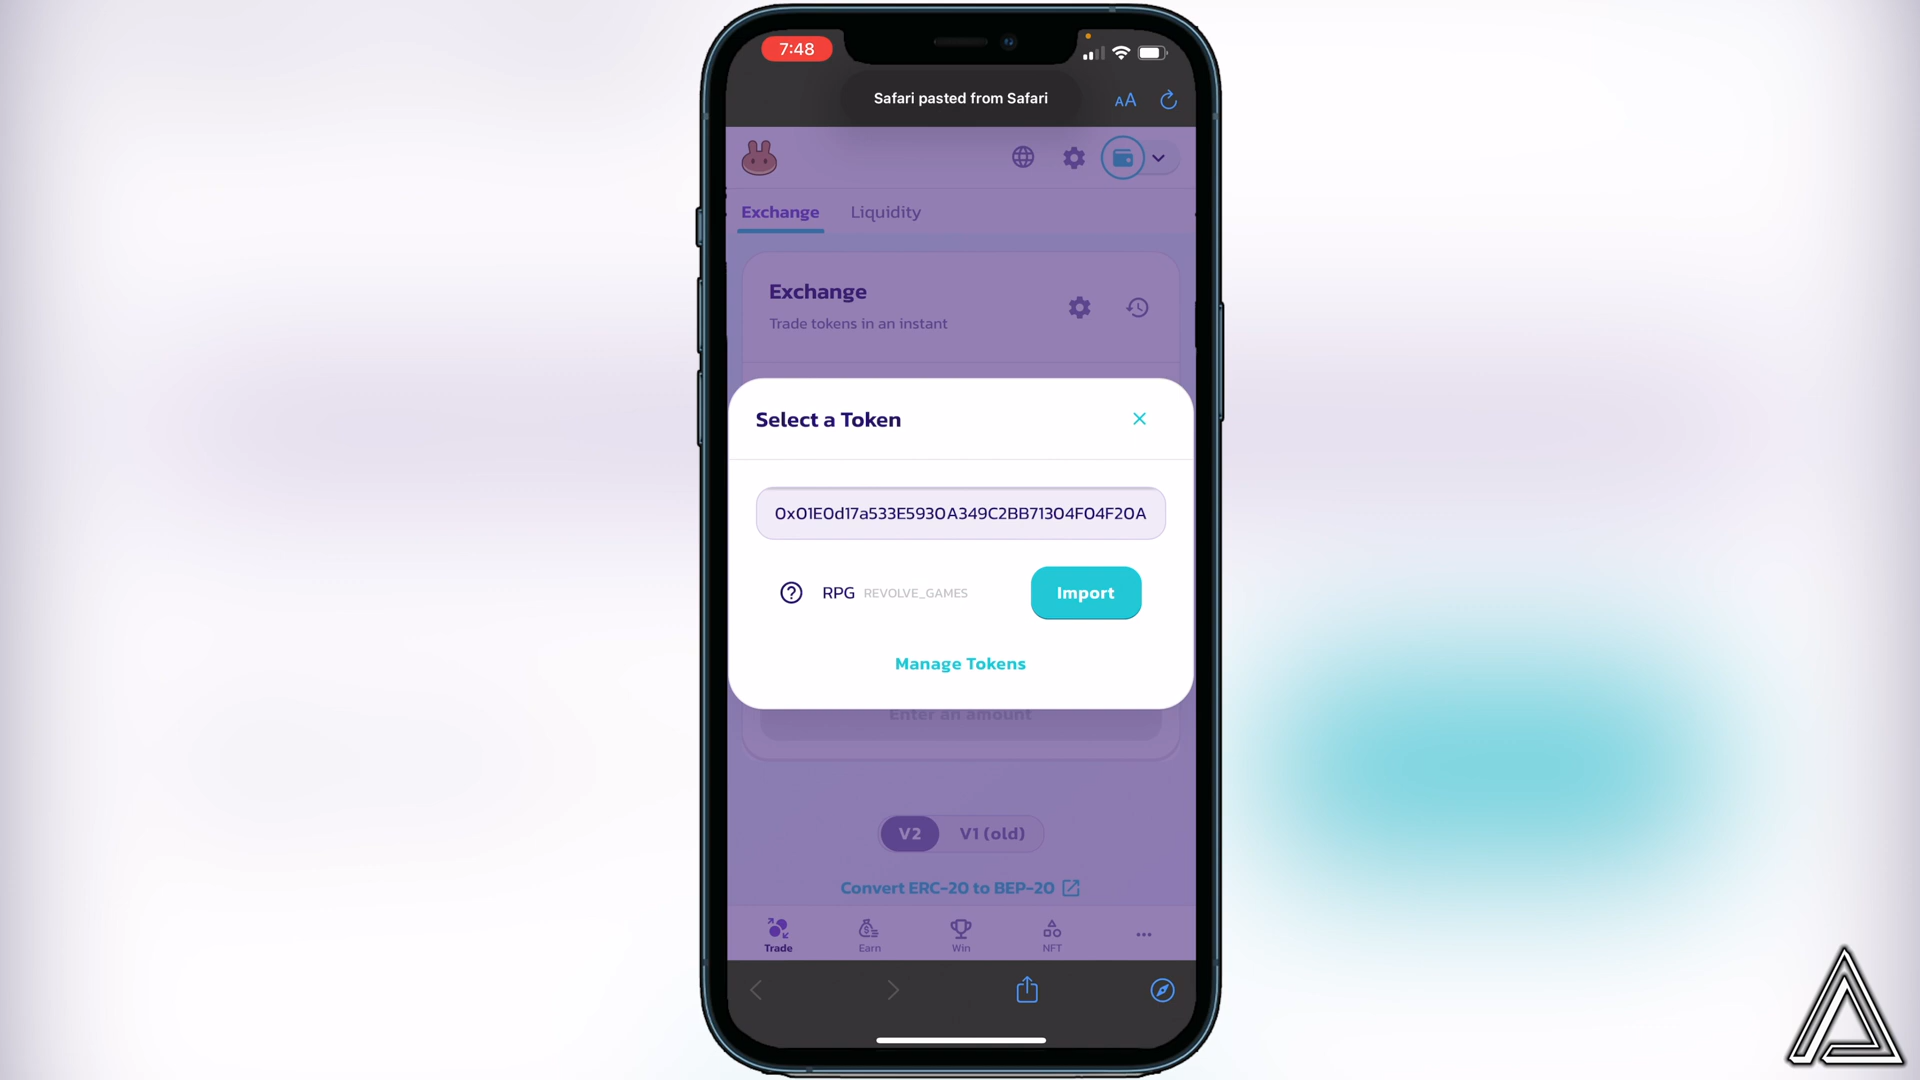 7:48
Safari pasted from Safari
AA
Exchange Liquidity
Exchange
Trade tokens in an instant
Select a Token
0x01E0d17a533E5930A349C2BB71304F04F20A
RPG REVOLVE_GAMES
Import
Manage Tokens
Enter an amount
V2 V1 (old)
Convert ERC-20 to BEP-20
Trade Earn Win NFT